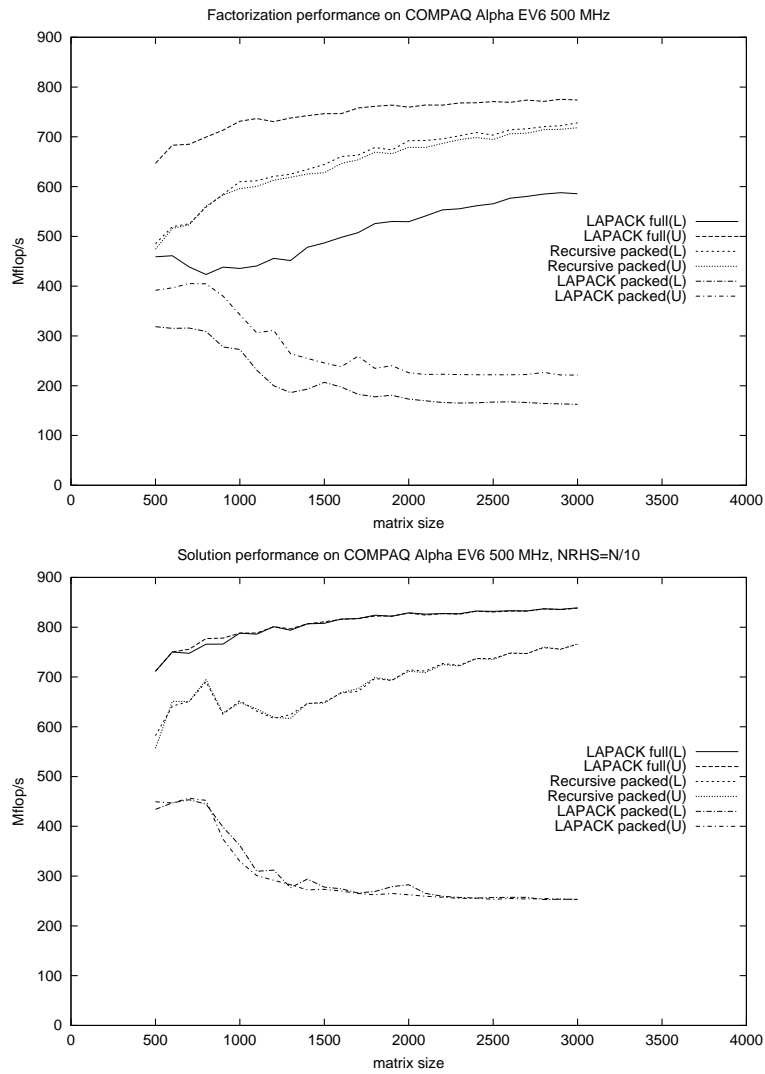 Factorization performance on COMPAQ Alpha EV6 500 MHz
900
800
700
600
500
400
300
200
100
0
Mflop/s
LAPACK full(L)
LAPACK full(U)
Recursive packed(L)
Recursive packed(U)
LAPACK packed(L)
LAPACK packed(U)
0 500 1000 1500 2000 2500 3000 3500 4000
matrix size
Solution performance on COMPAQ Alpha EV6 500 MHz, NRHS=N/10
900
800
700
600
500
400
300
200
100
0
Mflop/s
LAPACK full(L)
LAPACK full(U)
Recursive packed(L)
Recursive packed(U)
LAPACK packed(L)
LAPACK packed(U)
0 500 1000 1500 2000 2500 3000 3500 4000
matrix size